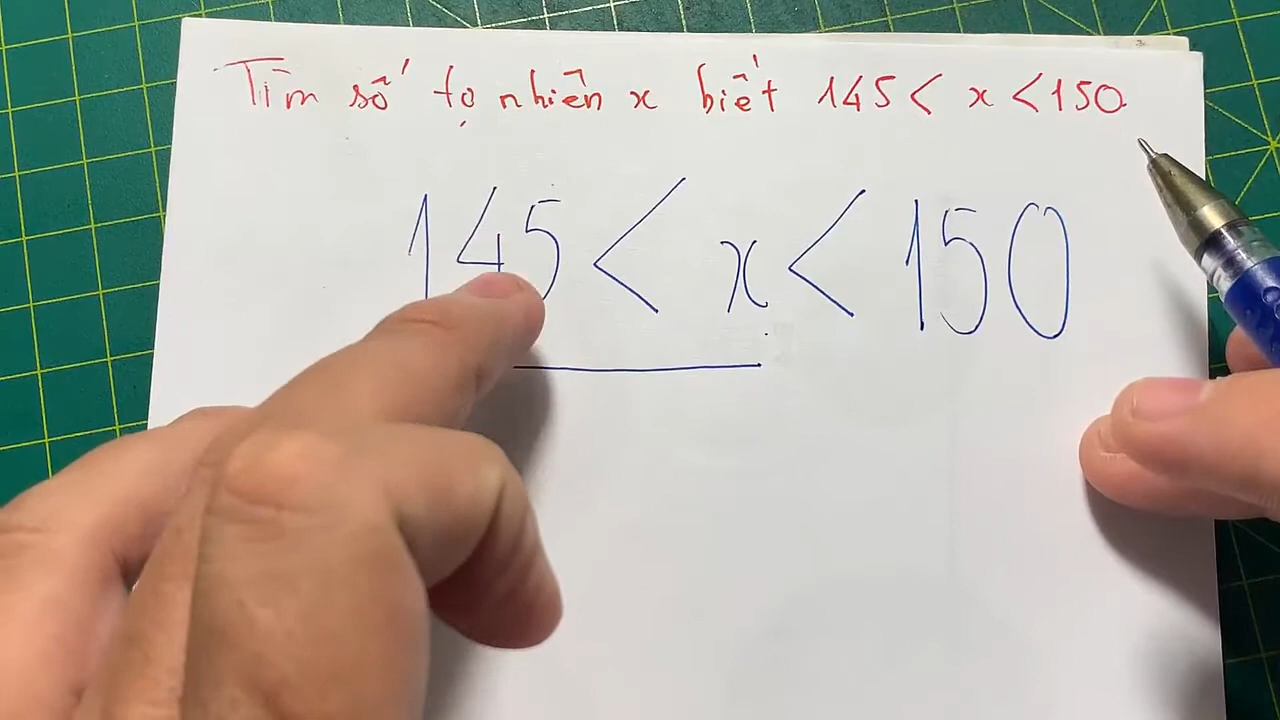 Tìm số tự nhiên x biết 145 < x < 150
145 < x < 150